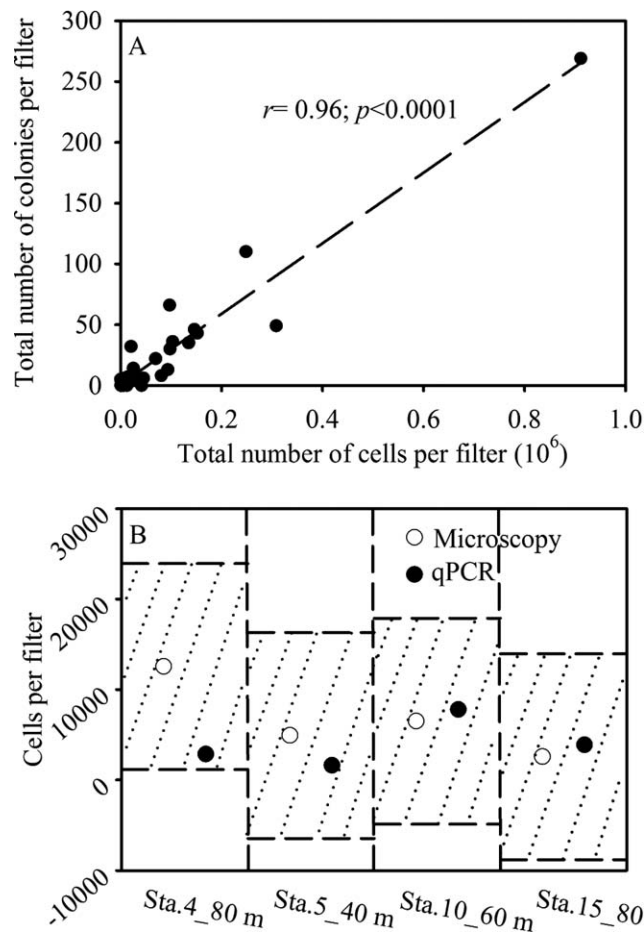 A
300
250
200
150
100
50
0
Total number of colonies per filter
r= 0.96; p<0.0001
0.0 0.2 0.4 0.6 0.8 1.0
Total number of cells per filter (10⁶)
B
30000
20000
10000
0
-10000
Cells per filter
Microscopy
qPCR
Sta.4_80 m Sta.5_40 m Sta.10_60 m Sta.15_80